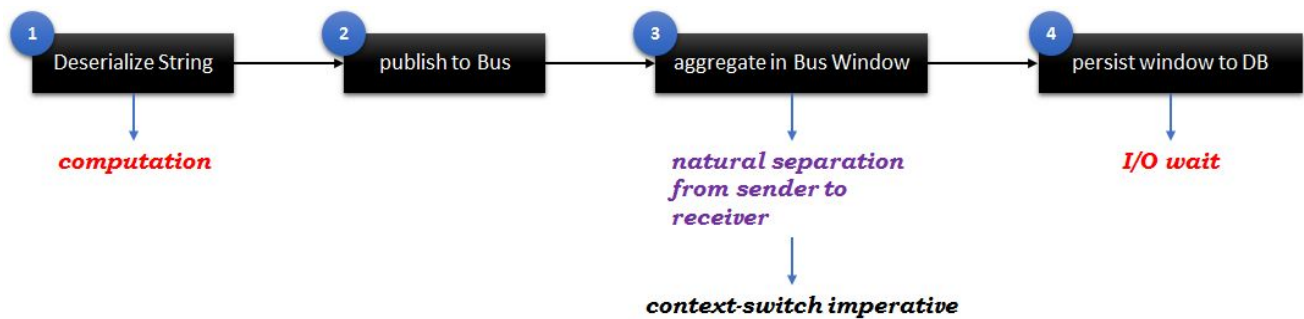 1
Deserialize String
2
publish to Bus
3
aggregate in Bus Window
4
persist window to DB
computation
natural separation
from sender to
receiver
I/O wait
context-switch imperative